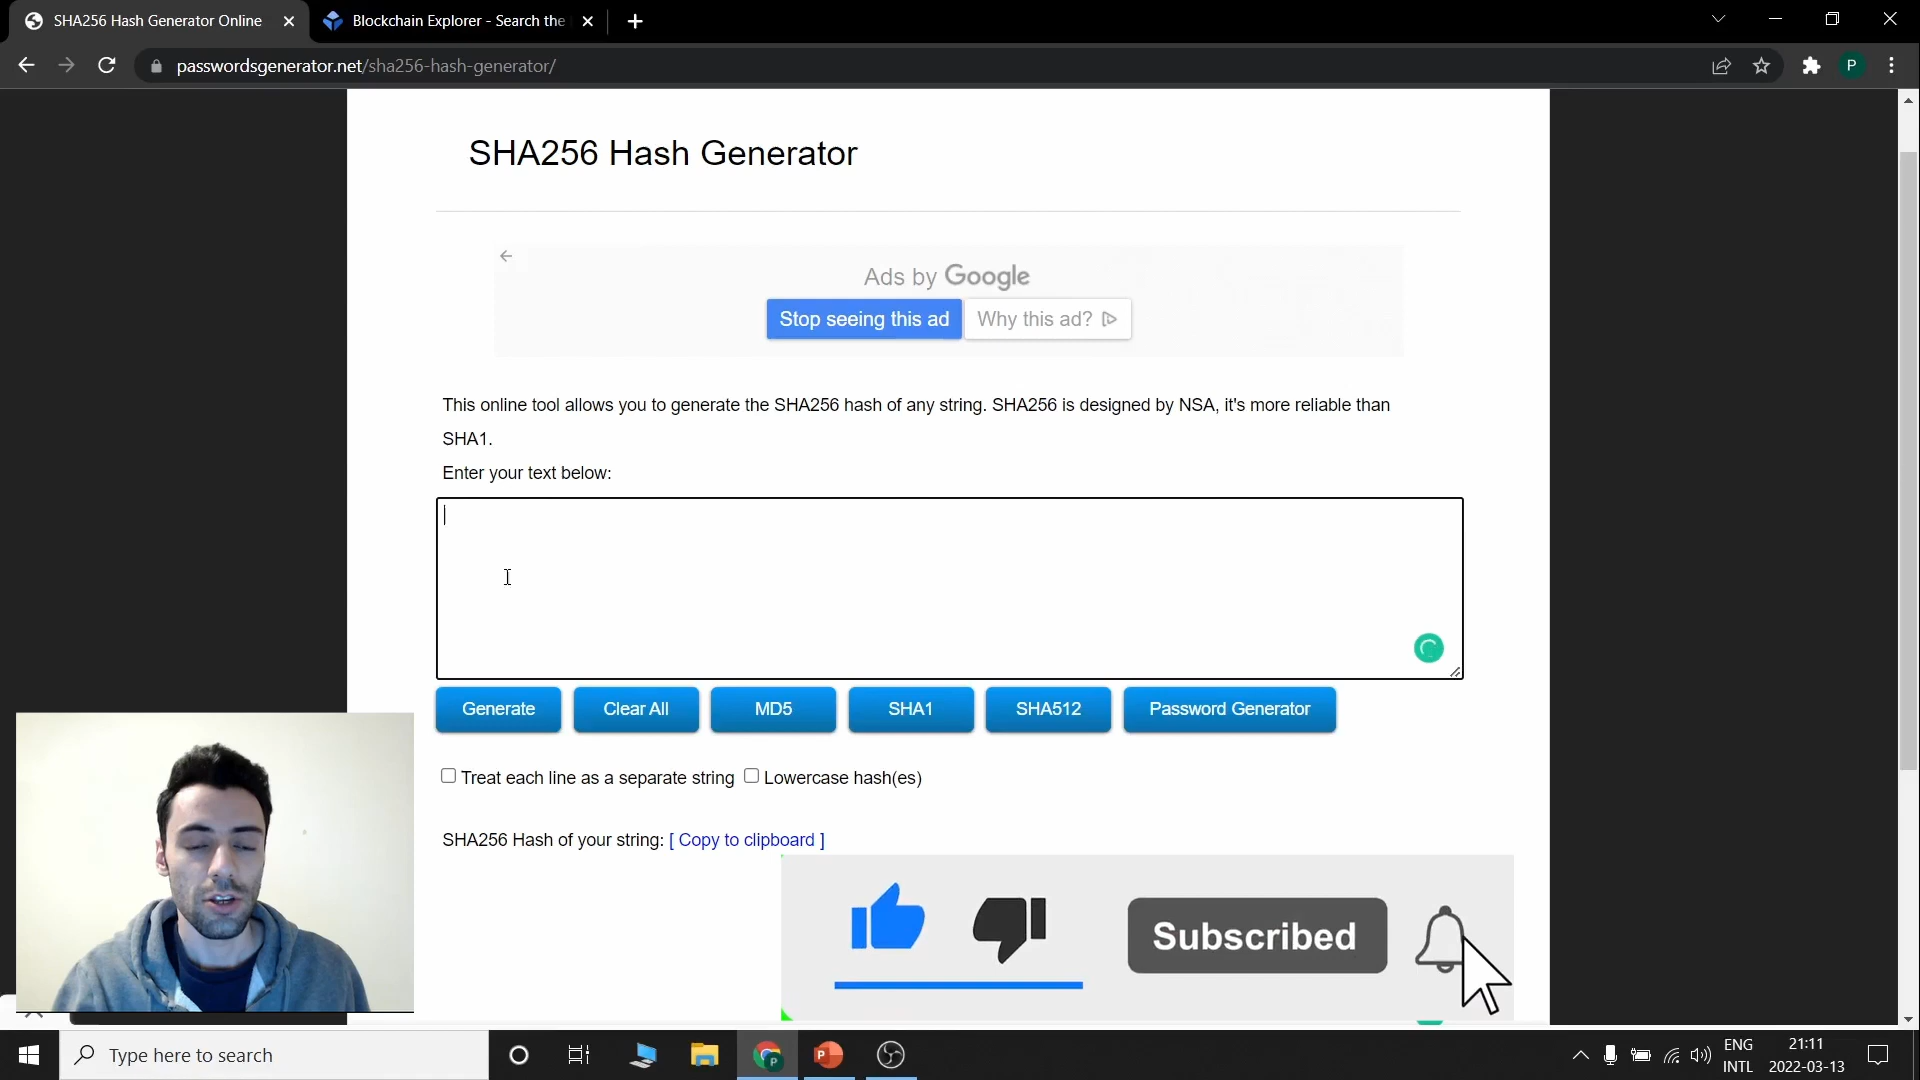 SHA256 Hash Generator Online
Blockchain Explorer - Search the
passwordsgenerator.net/sha256-hash-generator/
P
SHA256 Hash Generator
Ads by Google
Stop seeing this ad
Why this ad?
This online tool allows you to generate the SHA256 hash of any string. SHA256 is designed by NSA, it's more reliable than
SHA1.
Enter your text below:
Generate
Clear All
MD5
SHA1
SHA512
Password Generator
Treat each line as a separate string
Lowercase hash(es)
SHA256 Hash of your string: [ Copy to clipboard ]
Subscribed
Type here to search
P
P
ENG
INTL
21:11
2022-03-13